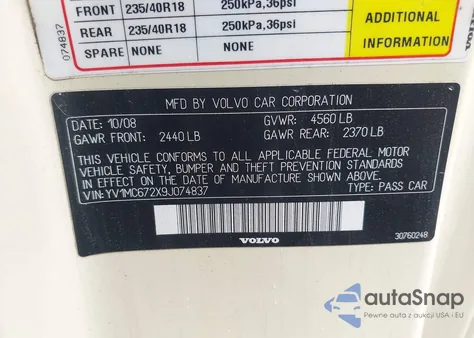 074837
FRONT 235/40R18 250kPa,36psi
REAR 235/40R18 250kPa,36psi
SPARE NONE NONE
ADDITIONAL
INFORMATION
MFD BY VOLVO CAR CORPORATION
DATE: 10/08 GVWR: 4560 LB
GAWR FRONT: 2440 LB GAWR REAR: 2370 LB
THIS VEHICLE CONFORMS TO ALL APPLICABLE FEDERAL MOTOR
VEHICLE SAFETY, BUMPER AND THEFT PREVENTION STANDARDS
IN EFFECT ON THE DATE OF MANUFACTURE SHOWN ABOVE
VIN: YV1MC672X9J074837 TYPE: PASS CAR
VOLVO
30760248
autoSnap
Pewne auta z aukcji USA i EU